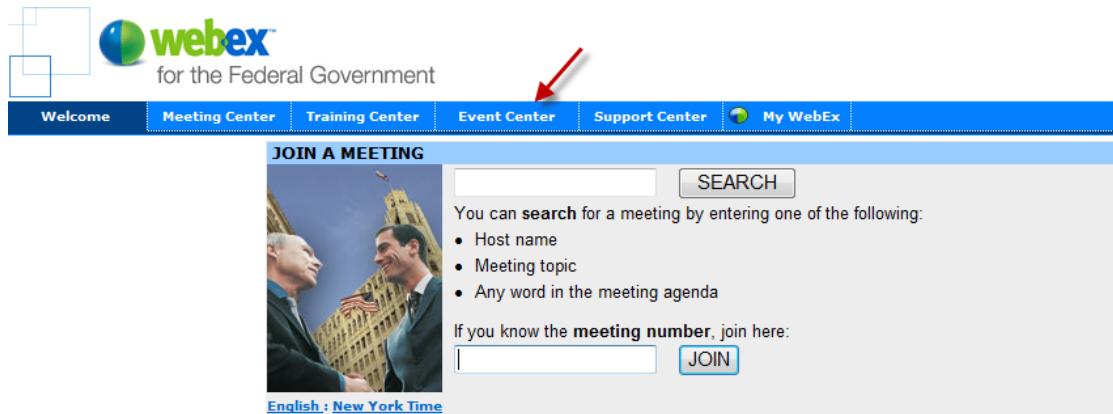 webex™
for the Federal Government
Welcome Meeting Center Training Center Event Center Support Center My WebEx
JOIN A MEETING
SEARCH
You can search for a meeting by entering one of the following:
• Host name
• Meeting topic
• Any word in the meeting agenda
If you know the meeting number, join here:
JOIN
English : New York Time